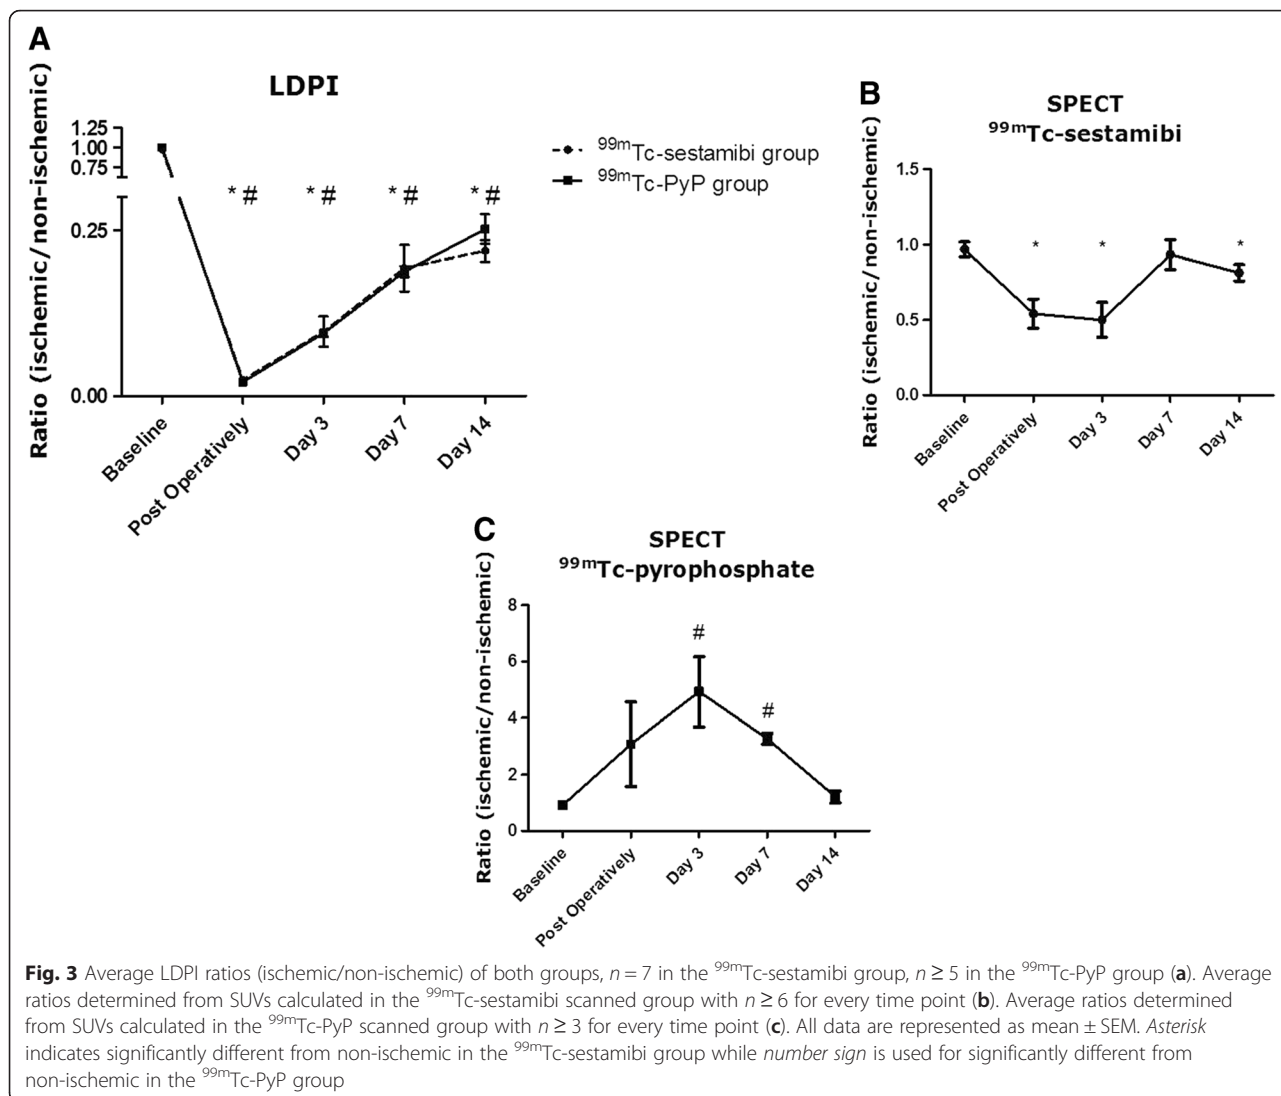 A
LDPI
Ratio (ischemic/non-ischemic)
1.25
1.00
0.75
0.25
0.00
* #
* #
* #
* #
Baseline
Post Operatively
Day 3
Day 7
Day 14
99mTc-sestamibi group
99mTc-PyP group
B
SPECT
99mTc-sestamibi
Ratio (ischemic/non-ischemic)
1.5
1.0
0.5
0.0
*
*
*
Baseline
Post Operatively
Day 3
Day 7
Day 14
C
SPECT
99mTc-pyrophosphate
Ratio (ischemic/non-ischemic)
8
6
4
2
0
#
#
Baseline
Post Operatively
Day 3
Day 7
Day 14
Fig. 3 Average LDPI ratios (ischemic/non-ischemic) of both groups, n = 7 in the 99mTc-sestamibi group, n ≥ 5 in the 99mTc-PyP group (a). Average
ratios determined from SUVs calculated in the 99mTc-sestamibi scanned group with n ≥ 6 for every time point (b). Average ratios determined
from SUVs calculated in the 99mTc-PyP scanned group with n ≥ 3 for every time point (c). All data are represented as mean ± SEM. Asterisk
indicates significantly different from non-ischemic in the 99mTc-sestamibi group while number sign is used for significantly different from
non-ischemic in the 99mTc-PyP group